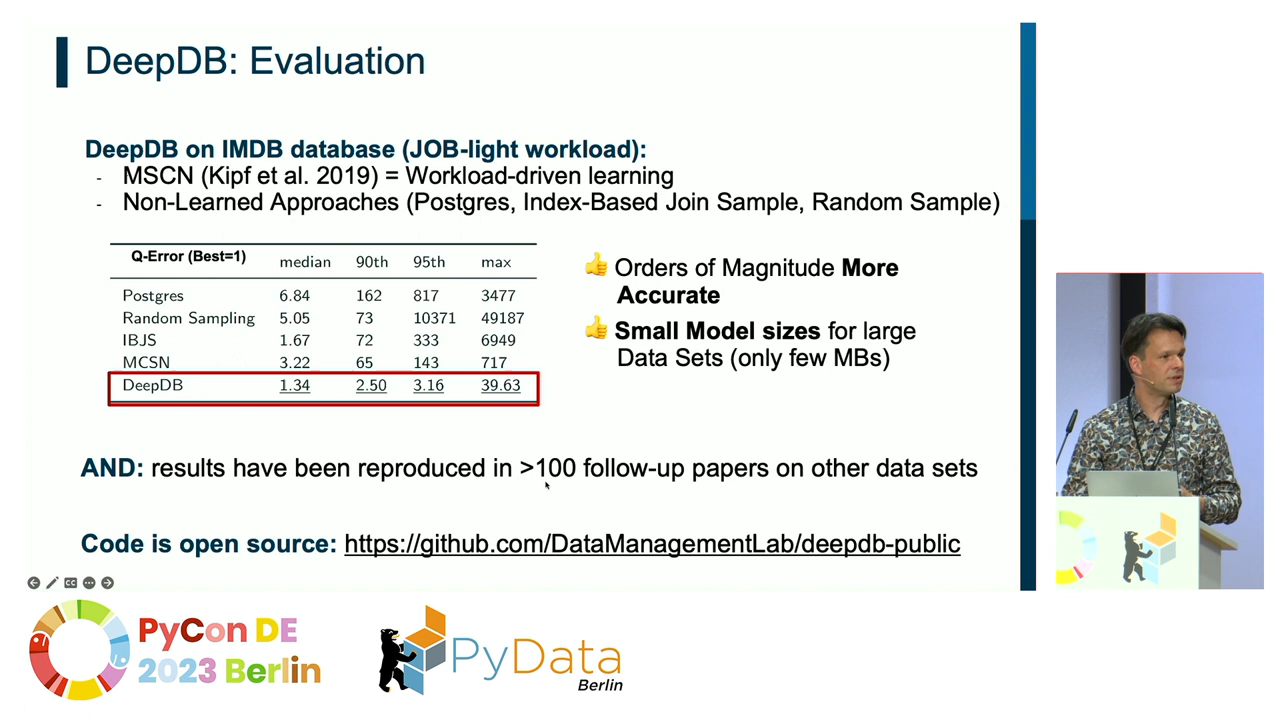 DeepDB: Evaluation
DeepDB on IMDB database (JOB-light workload):
- MSCN (Kipf et al. 2019) = Workload-driven learning
- Non-Learned Approaches (Postgres, Index-Based Join Sample, Random Sample)
Q-Error (Best=1) median 90th 95th max
Postgres 6.84 162 817 3477
Random Sampling 5.05 73 10371 49187
IBJS 1.67 72 333 6949
MCSN 3.22 65 143 717
DeepDB 1.34 2.50 3.16 39.63
👍 Orders of Magnitude More
Accurate
👍 Small Model sizes for large
Data Sets (only few MBs)
AND: results have been reproduced in >100 follow-up papers on other data sets
Code is open source: https://github.com/DataManagementLab/deepdb-public
PyCon DE
2023 Berlin
PyData
Berlin